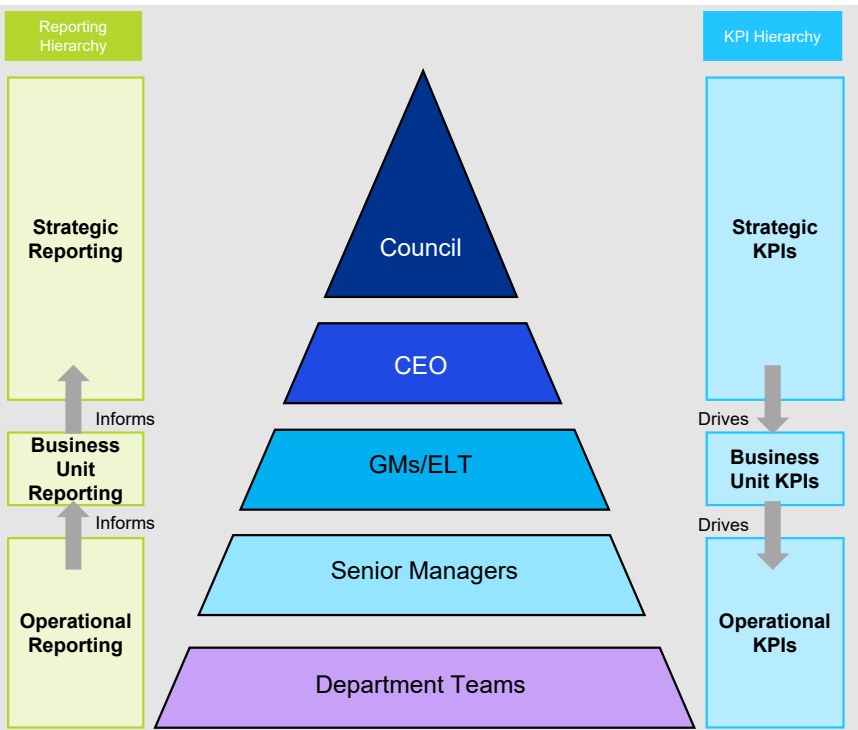 Reporting
Hierarchy
KPI Hierarchy
Strategic
Reporting
Council
Strategic
KPIs
CEO
Informs
Drives
Business
Unit
Reporting
GMs/ELT
Business
Unit KPIs
Informs
Drives
Senior Managers
Operational
Reporting
Operational
KPIs
Department Teams